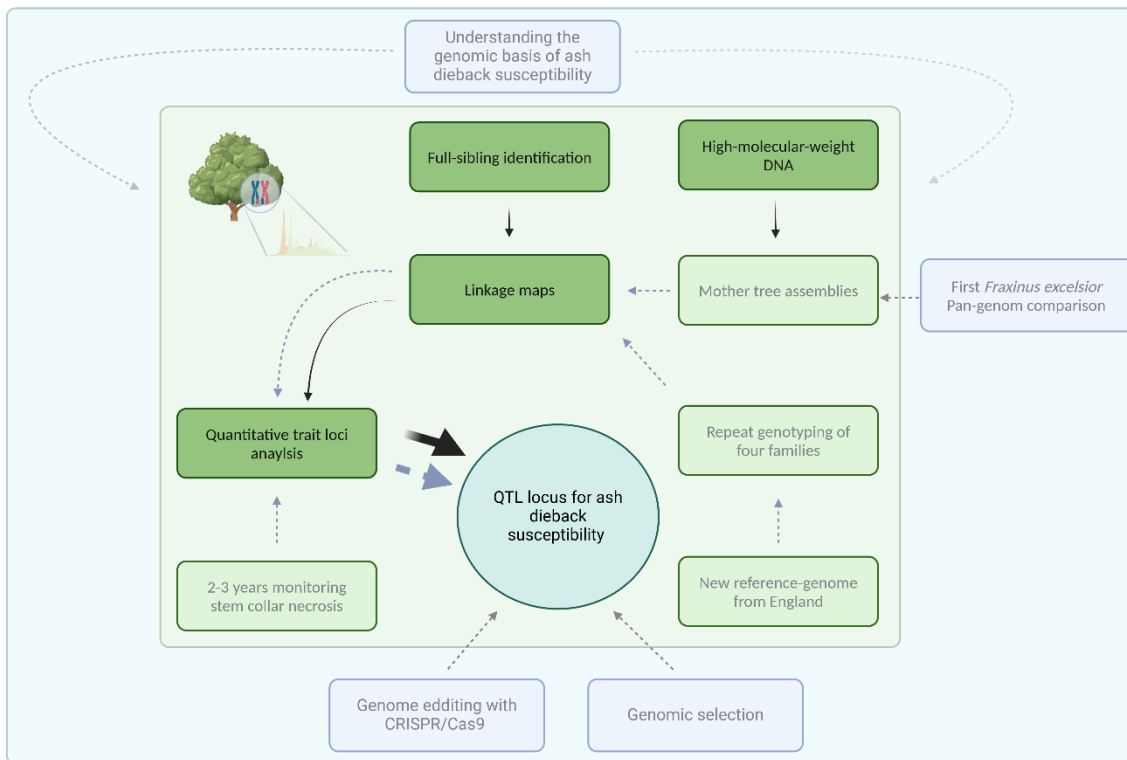 Understanding the
genomic basis of ash
dieback susceptibility
Full-sibling identification
High-molecular-weight
DNA
Linkage maps
Mother tree assemblies
First Fraxinus excelsior
Pan-genom comparison
Quantitative trait loci
anaylsis
Repeat genotyping of
four families
QTL locus for ash
dieback
susceptibility
2-3 years monitoring
stem collar necrosis
New reference-genome
from England
Genome edditing with
CRISPR/Cas9
Genomic selection